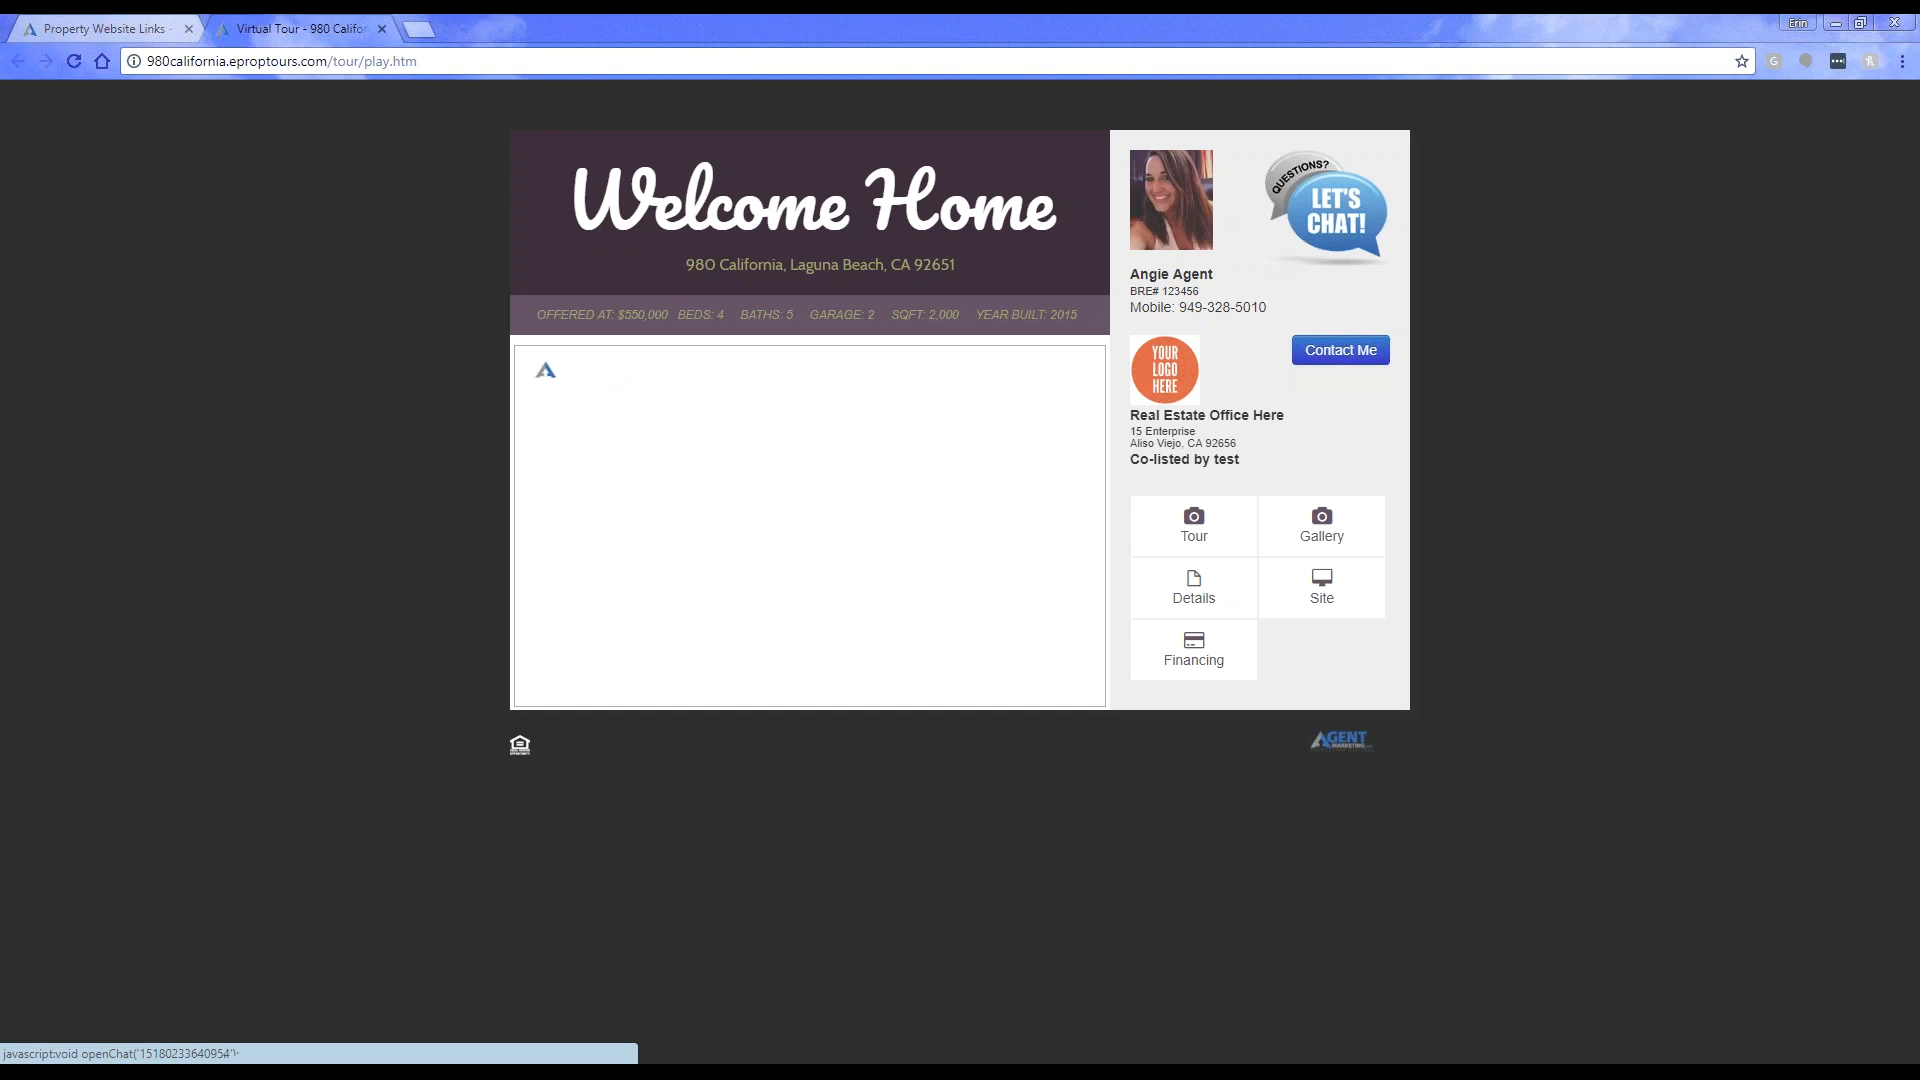 Property Website Links -
Virtual Tour - 980 Califor
Erin
980california.eproptours.com/tour/play.htm
Welcome Home
980 California, Laguna Beach, CA 92651
OFFERED AT: $550,000 BEDS: 4 BATHS: 5 GARAGE: 2 SQFT: 2,000 YEAR BUILT: 2015
QUESTIONS?
LET'S
CHAT!
Angie Agent
BRE# 123456
Mobile: 949-328-5010
YOUR
LOGO
HERE
Contact Me
Real Estate Office Here
15 Enterprise
Aliso Viejo, CA 92656
Co-listed by test
Tour
Gallery
Details
Site
Financing
AGENT
MARKETING
javascript:void openChat('15180233640954')